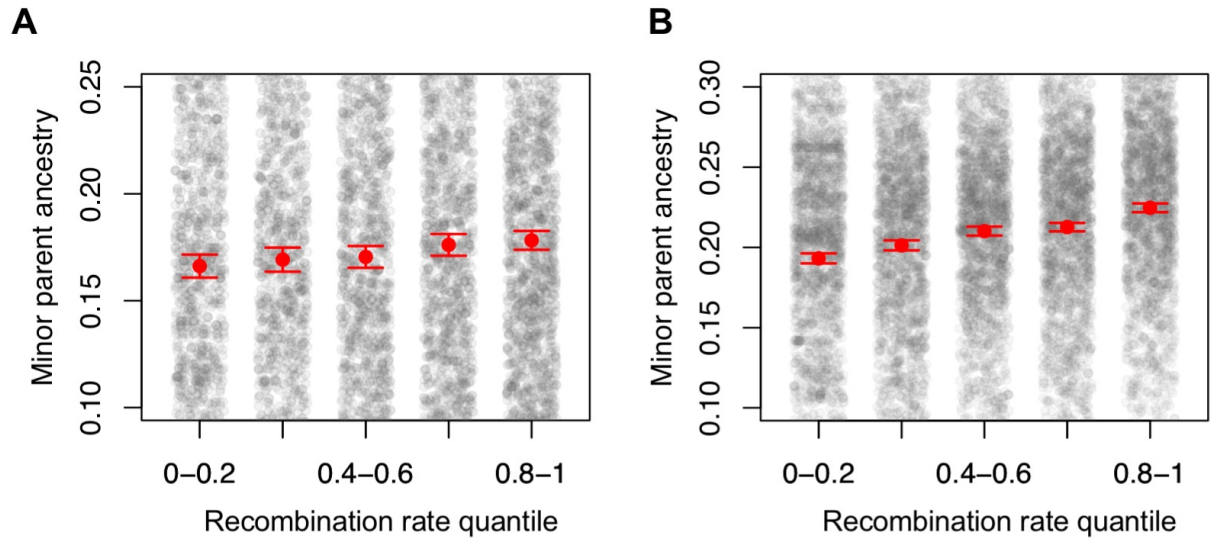 A
Minor parent ancestry
0.25
0.20
0.15
0.10
0–0.2
0.4–0.6
0.8–1
Recombination rate quantile
B
Minor parent ancestry
0.30
0.25
0.20
0.15
0.10
0–0.2
0.4–0.6
0.8–1
Recombination rate quantile